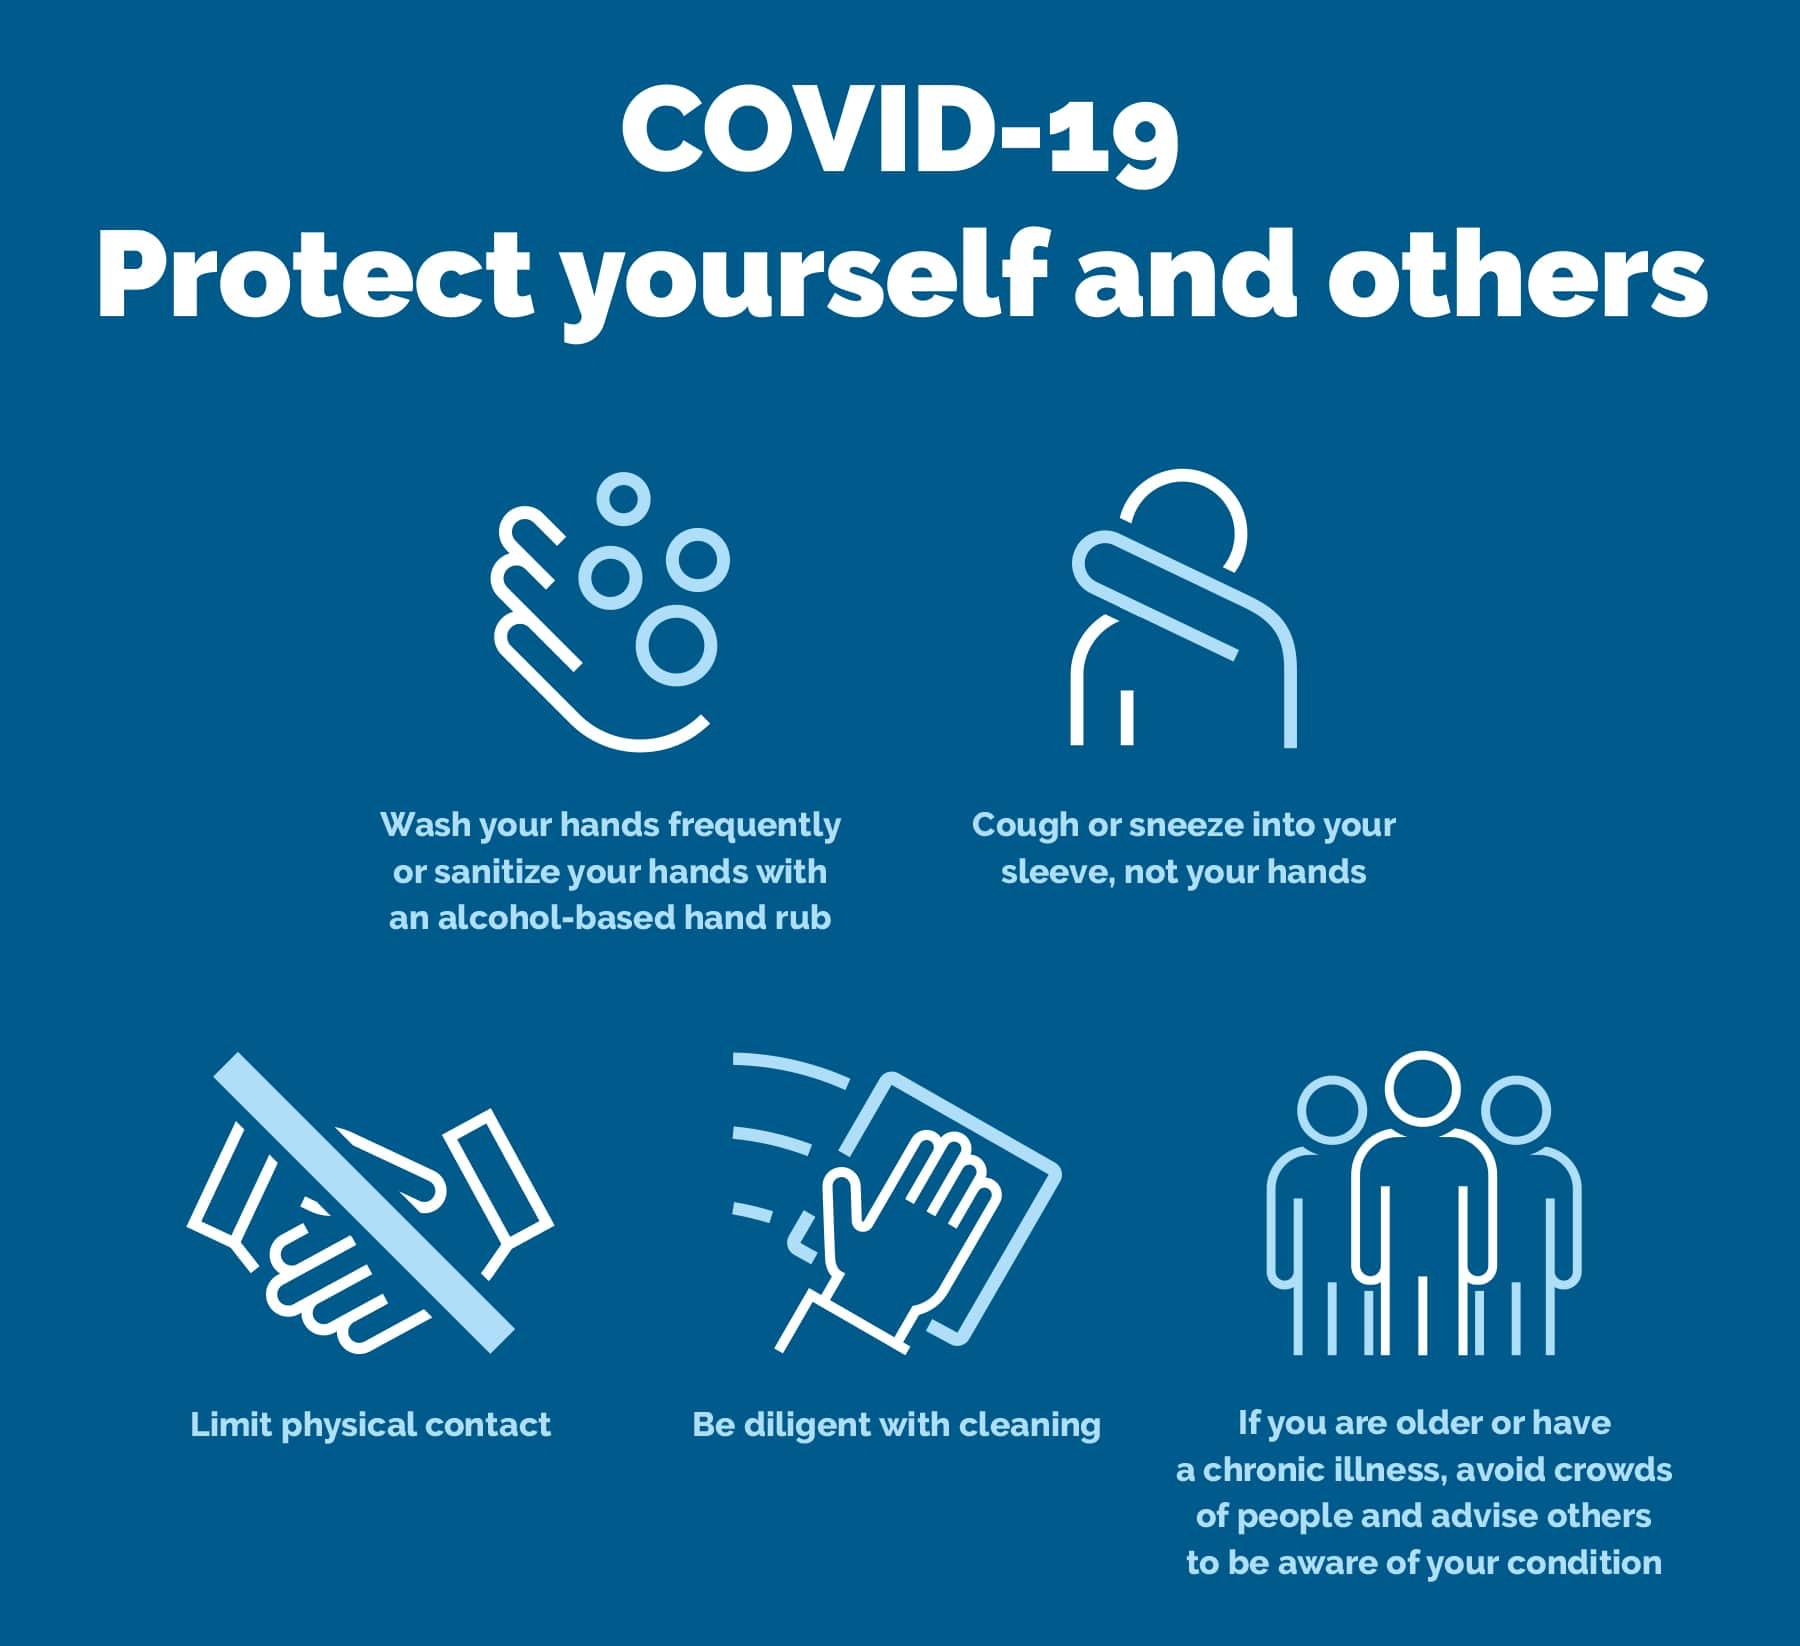 COVID-19
Protect yourself and others
Wash your hands frequently
or sanitize your hands with
an alcohol-based hand rub
Cough or sneeze into your
sleeve, not your hands
Limit physical contact
Be diligent with cleaning
If you are older or have
a chronic illness, avoid crowds
of people and advise others
to be aware of your condition